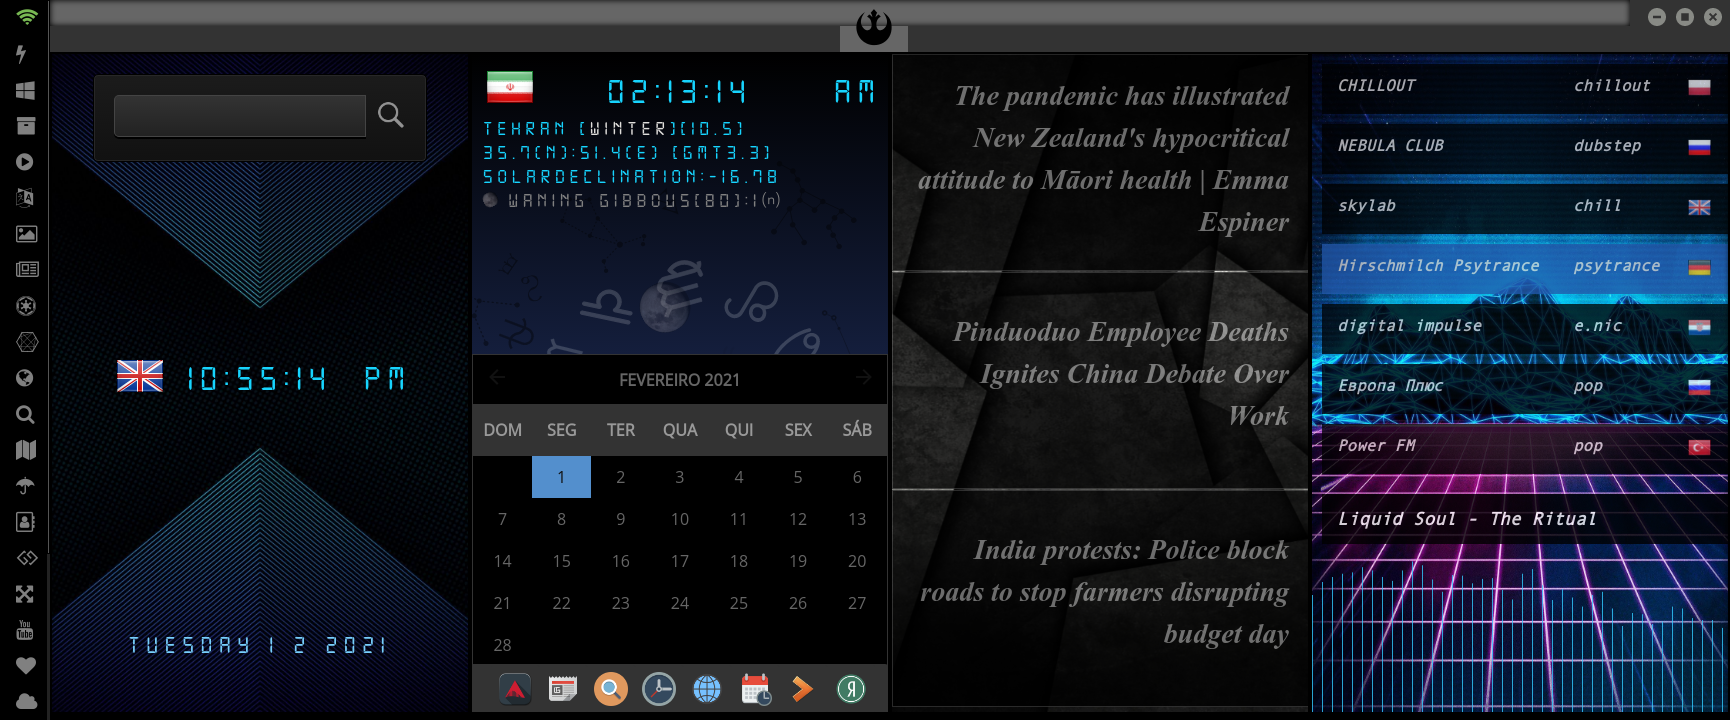 10:55:14 PM
TUESDAY 1 2 2021
02:13:14 AM
TEHRAN (WINTER)(10.5)
35.7(N):51.4(E) (GMT3.3)
SOLARDECLINATION:-16.78
WANING GIBBOUS(80):1(n)
FEVEREIRO 2021
DOM SEG TER QUA QUI SEX SÁB
1 2 3 4 5 6
7 8 9 10 11 12 13
14 15 16 17 18 19 20
21 22 23 24 25 26 27
28
The pandemic has illustrated
New Zealand's hypocritical
attitude to Māori health | Emma
Espiner
Pinduoduo Employee Deaths
Ignites China Debate Over
Work
India protests: Police block
roads to stop farmers disrupting
budget day
CHILLOUT chillout
NEBULA CLUB dubstep
skylab chill
Hirschmilch Psytrance psytrance
digital impulse e.nic
Европа Плюс pop
Power FM pop
Liquid Soul - The Ritual
You
Tube
Я